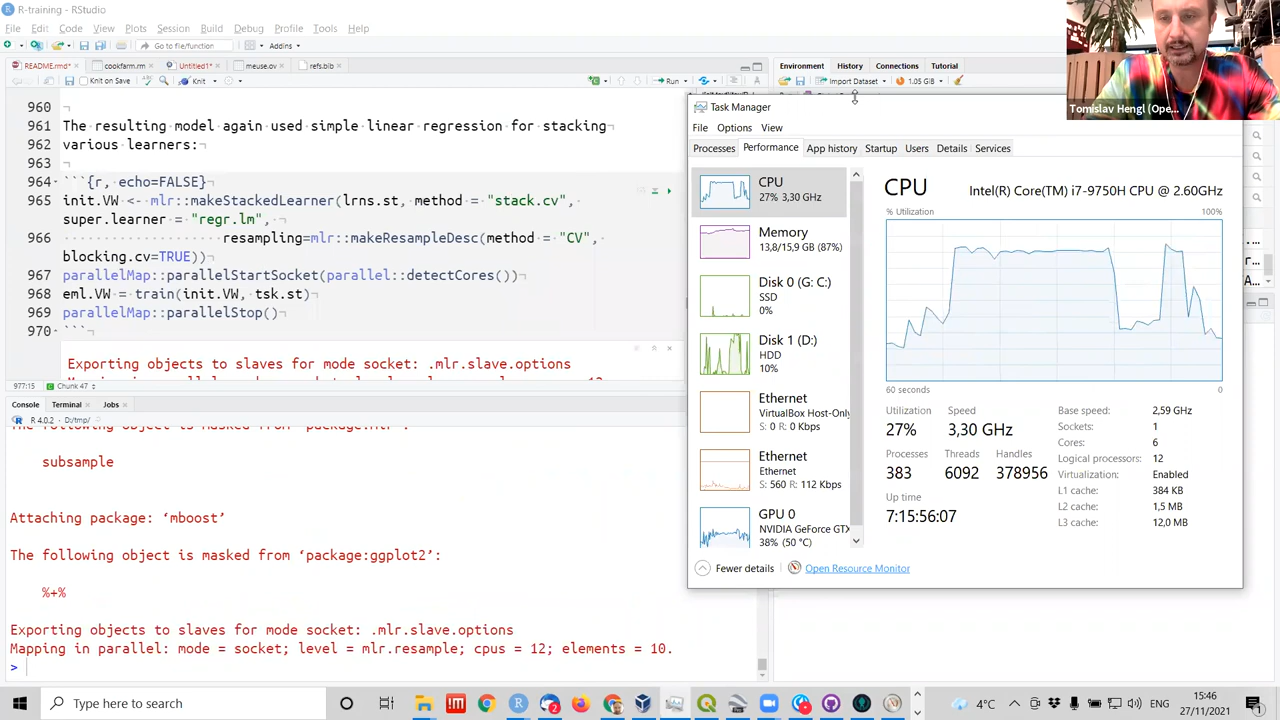 R-training - RStudio
File Edit Code View Plots Session Build Debug Profile Tools Help
Go to file/function Addins
README.rmd* cookfarm.rm Untitled1* meuse.ov refs.bib
Knit on Save Knit Run
Environment History Connections Tutorial
Import Dataset 1.05 GiB
960
961 The resulting model again used simple linear regression for stacking
962 various learners:
963
964 ```{r, echo=FALSE}
965 init.VW <- mlr::makeStackedLearner(lrns.st, method = "stack.cv",
super.learner = "regr.lm",
966 resampling=mlr::makeResampleDesc(method = "CV",
blocking.cv=TRUE))
967 parallelMap::parallelStartSocket(parallel::detectCores())
968 eml.VW = train(init.VW, tsk.st)
969 parallelMap::parallelStop()
970 ```
Exporting objects to slaves for mode socket: .mlr.slave.options
977:15 Chunk 47
Console Terminal Jobs
R 4.0.2 · D:/tmp/
subsample
Attaching package: ‘mboost’
The following object is masked from ‘package:ggplot2’:
%+%
Exporting objects to slaves for mode socket: .mlr.slave.options
Mapping in parallel: mode = socket; level = mlr.resample; cpus = 12; elements = 10.
>
Task Manager
File Options View
Processes Performance App history Startup Users Details Services
CPU
27% 3,30 GHz
Memory
13,8/15,9 GB (87%)
Disk 0 (G: C:)
SSD
0%
Disk 1 (D:)
HDD
10%
Ethernet
VirtualBox Host-Only
S: 0 R: 0 Kbps
Ethernet
Ethernet
S: 560 R: 112 Kbps
GPU 0
NVIDIA GeForce GTX
38% (50 °C)
CPU Intel(R) Core(TM) i7-9750H CPU @ 2.60GHz
% Utilization 100%
60 seconds 0
Utilization Speed
27% 3,30 GHz
Processes Threads Handles
383 6092 378956
Up time
7:15:56:07
Base speed: 2,59 GHz
Sockets: 1
Cores: 6
Logical processors: 12
Virtualization: Enabled
L1 cache: 384 KB
L2 cache: 1,5 MB
L3 cache: 12,0 MB
Fewer details Open Resource Monitor
Tomislav Hengl (Ope...
Type here to search
4°C ENG 15:46
27/11/2021